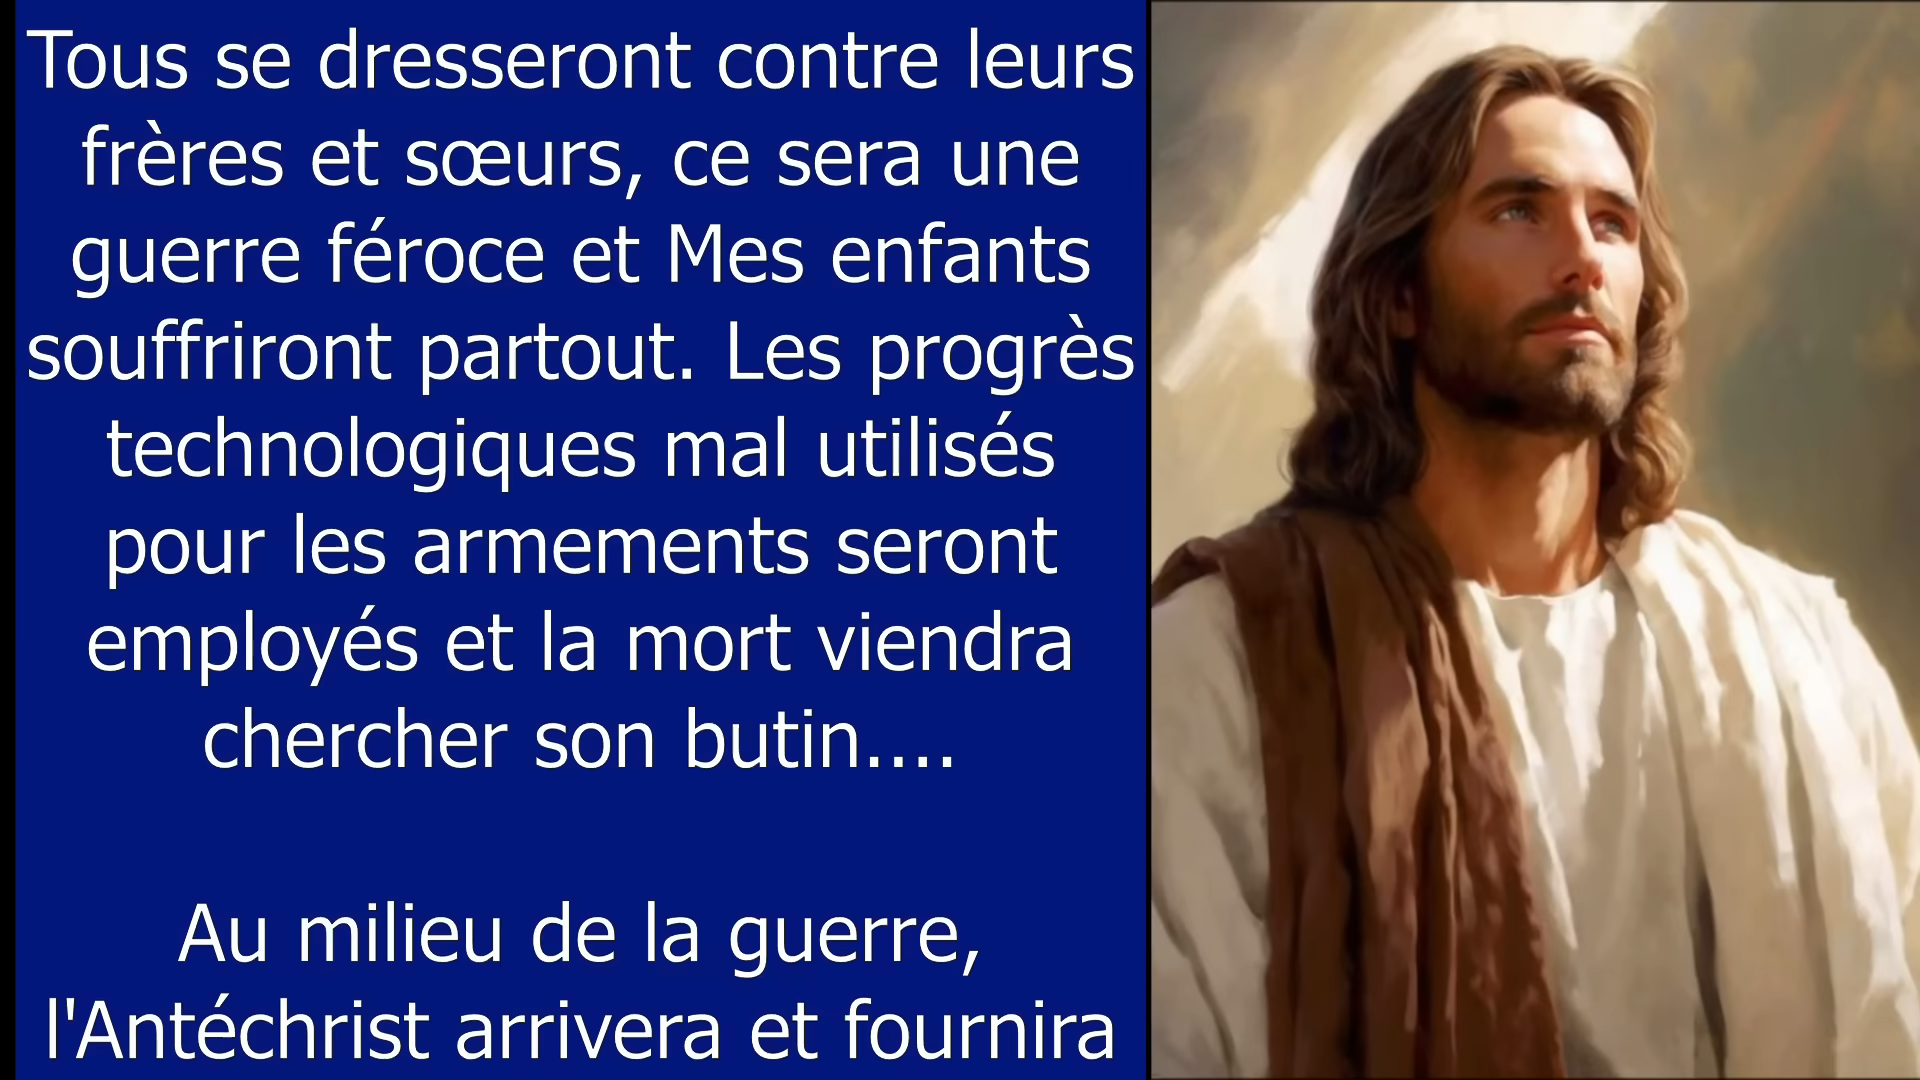 Tous se dresseront contre leurs
frères et sœurs, ce sera une
guerre féroce et Mes enfants
souffriront partout. Les progrès
technologiques mal utilisés
pour les armements seront
employés et la mort viendra
chercher son butin....
Au milieu de la guerre,
l'Antéchrist arrivera et fournira